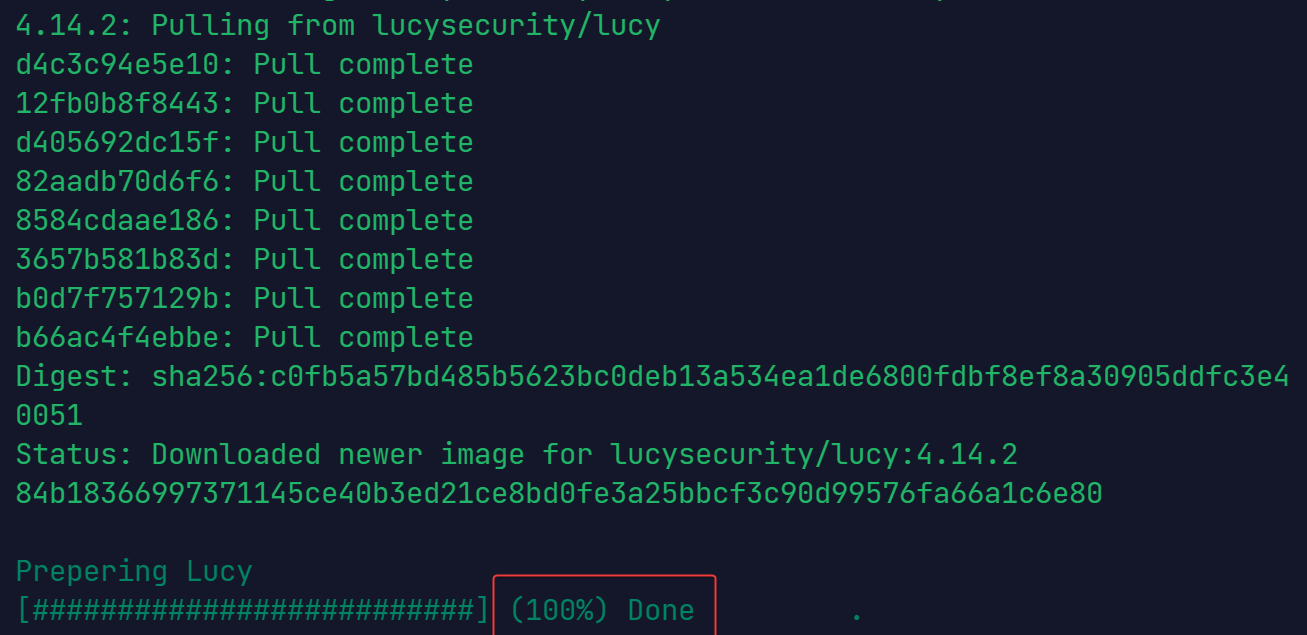 4.14.2: Pulling from lucysecurity/lucy
d4c3c94e5e10: Pull complete
12fb0b8f8443: Pull complete
d405692dc15f: Pull complete
82aadb70d6f6: Pull complete
8584cdaae186: Pull complete
3657b581b83d: Pull complete
b0d7f757129b: Pull complete
b66ac4f4ebbe: Pull complete
Digest: sha256:c0fb5a57bd485b5623bc0deb13a534ea1de6800fdbf8ef8a30905ddfc3e4
0051
Status: Downloaded newer image for lucysecurity/lucy:4.14.2
84b18366997371145ce40b3ed21ce8bd0fe3a25bbcf3c90d99576fa66a1c6e80
Prepering Lucy
[##########################] (100%) Done .